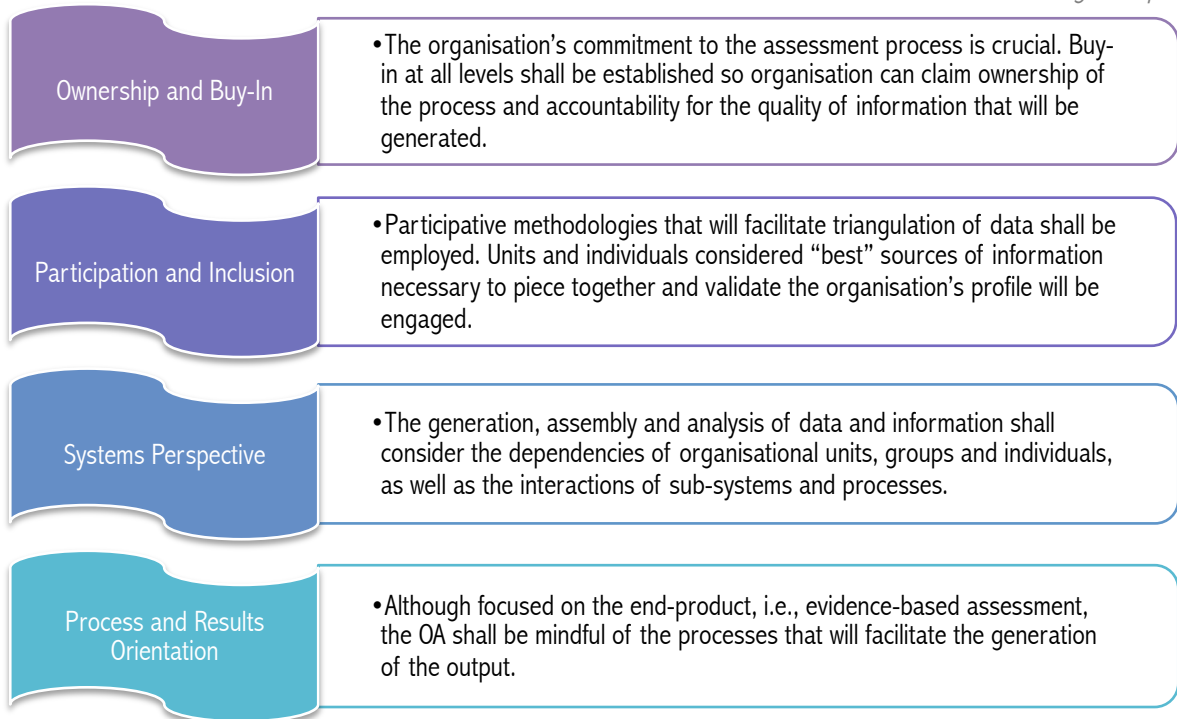 Ownership and Buy-In
•The organisation’s commitment to the assessment process is crucial. Buy-
in at all levels shall be established so organisation can claim ownership of
the process and accountability for the quality of information that will be
generated.
Participation and Inclusion
•Participative methodologies that will facilitate triangulation of data shall be
employed. Units and individuals considered “best” sources of information
necessary to piece together and validate the organisation’s profile will be
engaged.
Systems Perspective
•The generation, assembly and analysis of data and information shall
consider the dependencies of organisational units, groups and individuals,
as well as the interactions of sub-systems and processes.
Process and Results
Orientation
•Although focused on the end-product, i.e., evidence-based assessment,
the OA shall be mindful of the processes that will facilitate the generation
of the output.